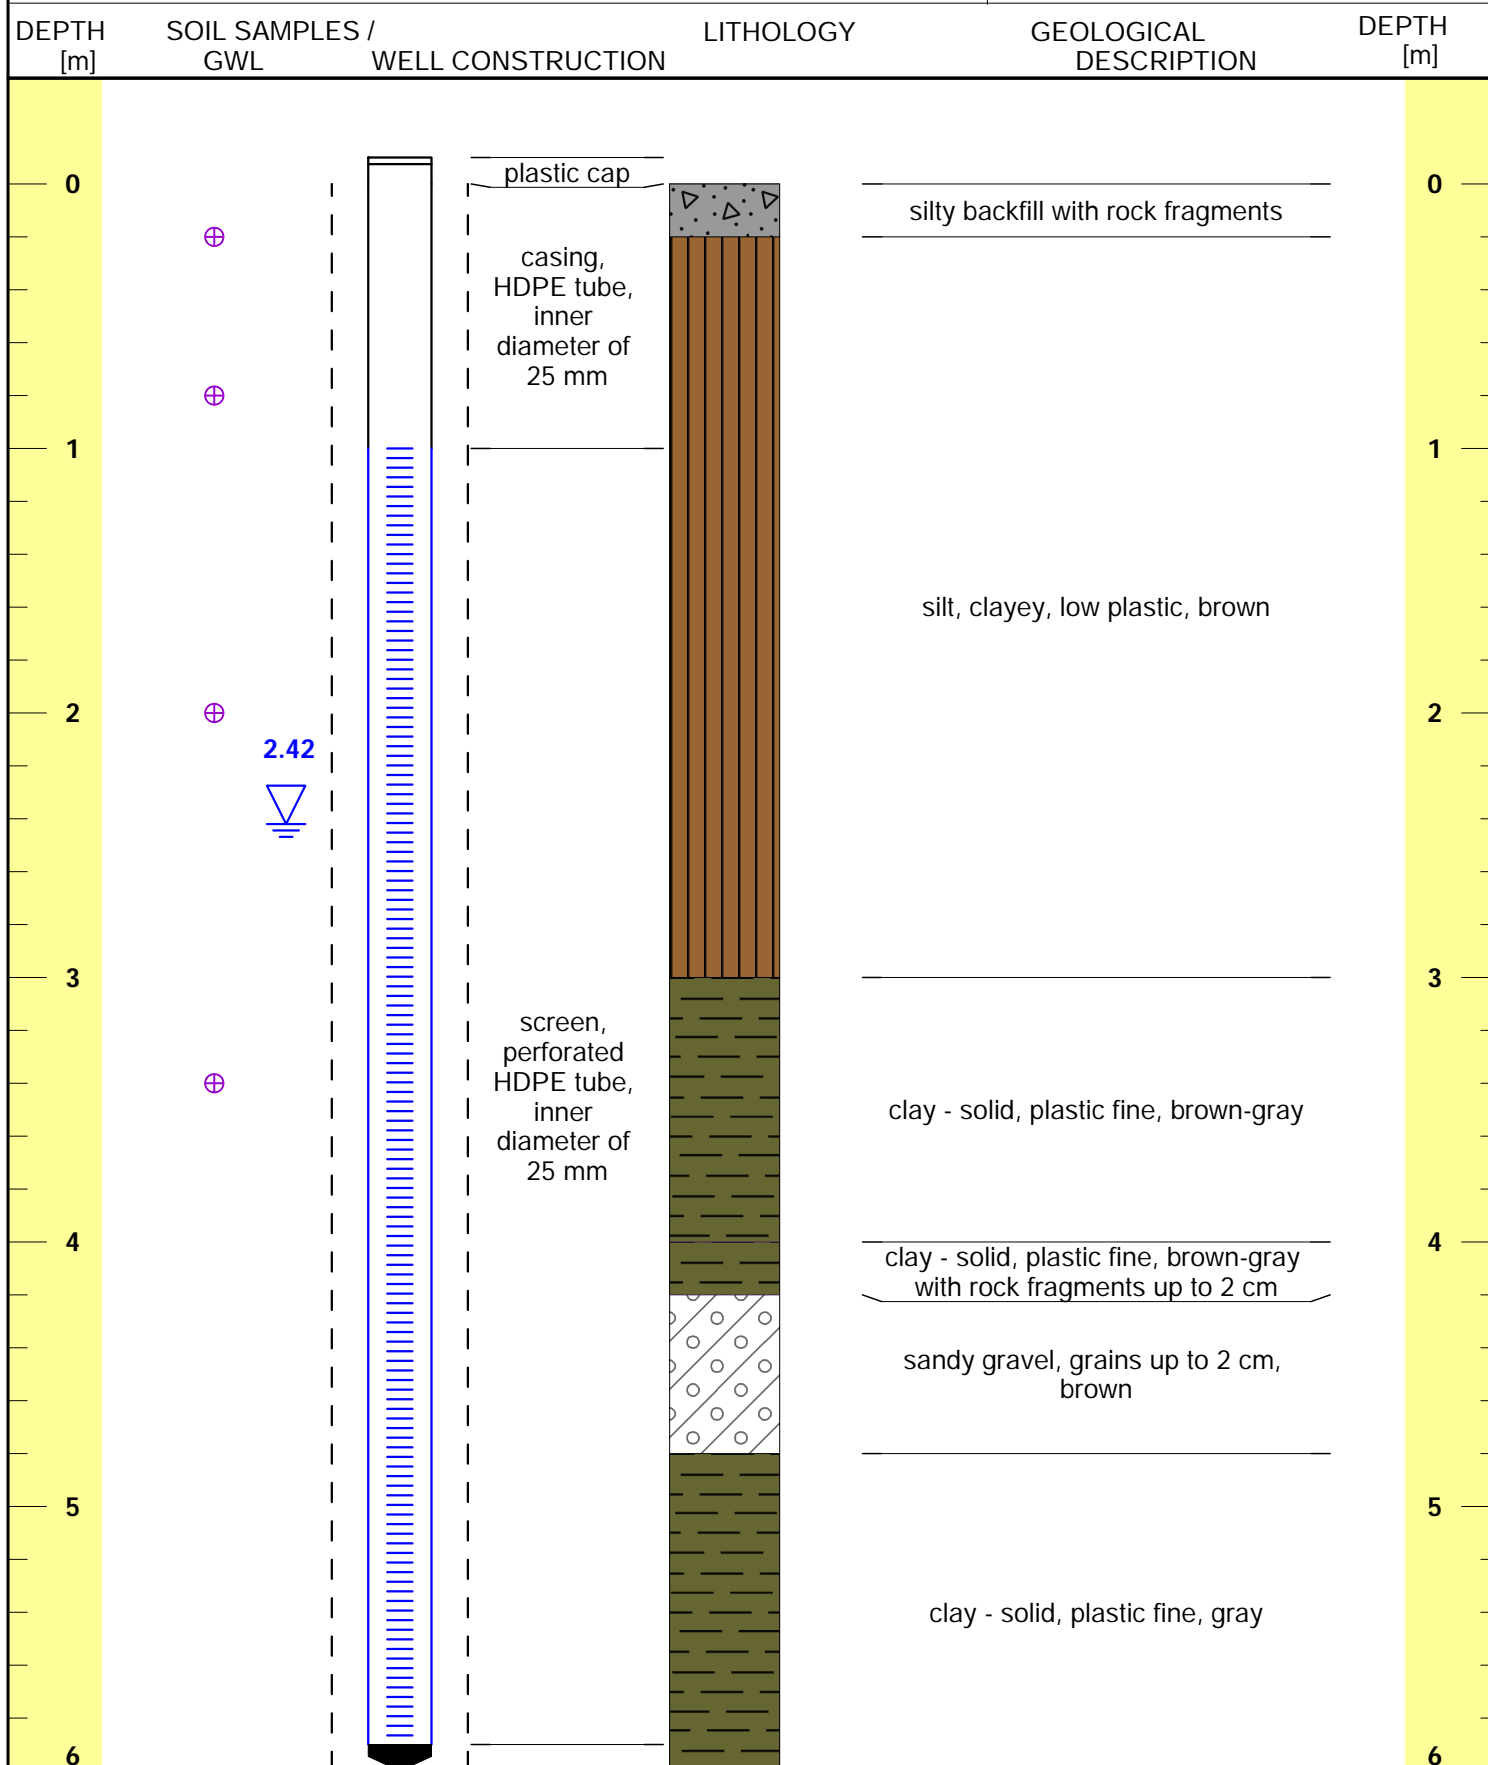 DEPTH
[m]
SOIL SAMPLES /
GWL
WELL CONSTRUCTION
LITHOLOGY
GEOLOGICAL
DESCRIPTION
DEPTH
[m]
plastic cap
0
0
silty backfill with rock fragments
casing,
HDPE tube,
inner
diameter of
25 mm
1
1
silt, clayey, low plastic, brown
2
2
2.42
3
3
screen,
perforated
HDPE tube,
inner
diameter of
25 mm
clay - solid, plastic fine, brown-gray
4
4
clay - solid, plastic fine, brown-gray
with rock fragments up to 2 cm
sandy gravel, grains up to 2 cm,
brown
5
5
clay - solid, plastic fine, gray
6
6